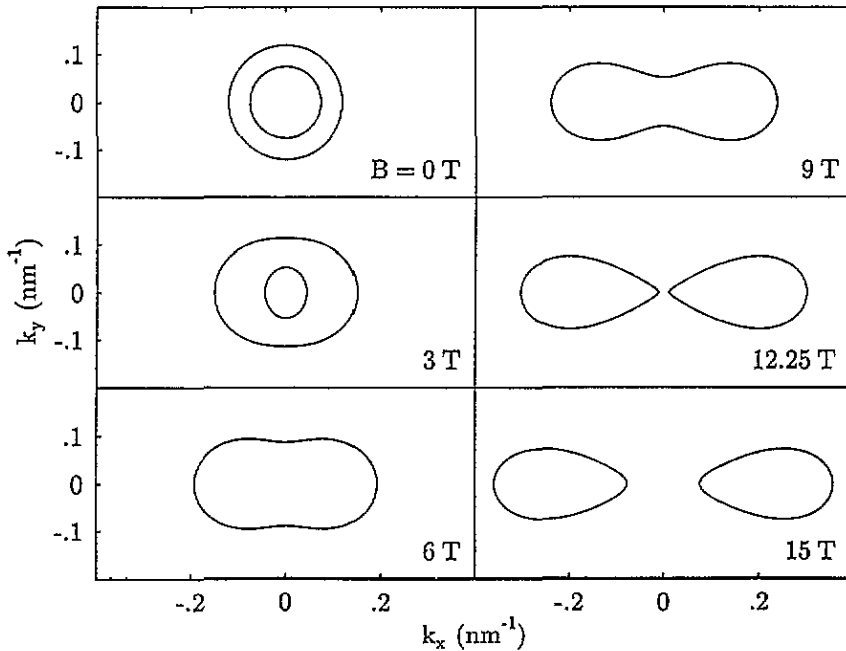 .1
0
-.1
B = 0 T
9 T
k_y (nm^-1)
.1
0
-.1
3 T
12.25 T
.1
0
-.1
6 T
15 T
-.2
0
.2
-.2
0
.2
k_x (nm^-1)